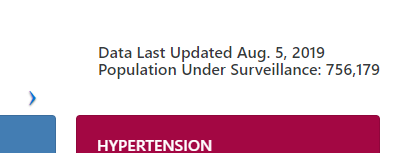 Data Last Updated Aug. 5, 2019
Population Under Surveillance: 756,179
HYPERTENSION